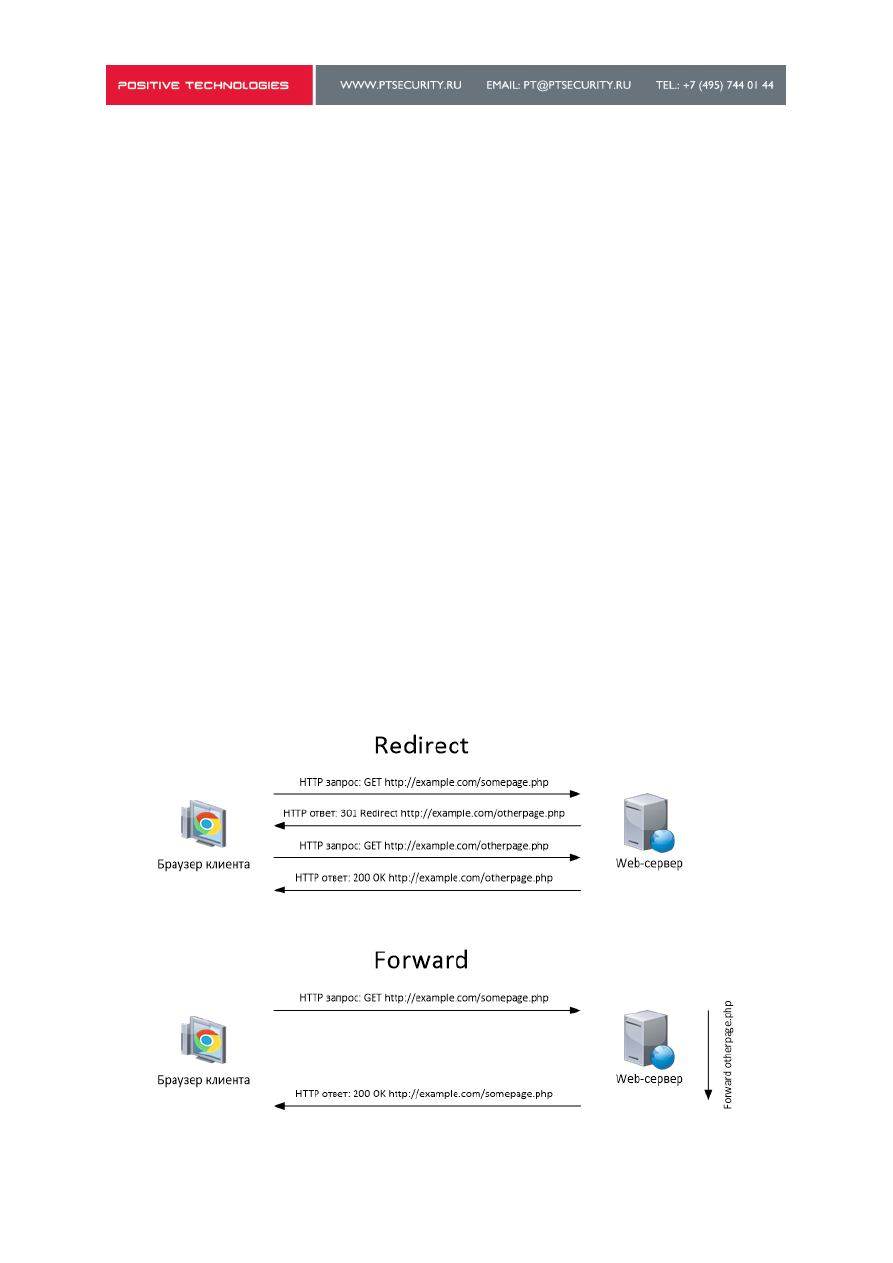 POSITIVE TECHNOLOGIES WWW.PTSECURITY.RU EMAIL: PT@PTSECURITY.RU TEL.: +7 (495) 744 01 44
Redirect
HTTP запрос: GET http://example.com/somepage.php
HTTP ответ: 301 Redirect http://example.com/otherpage.php
HTTP запрос: GET http://example.com/otherpage.php
HTTP ответ: 200 OK http://example.com/otherpage.php
Браузер клиента
Web-сервер
Forward
HTTP запрос: GET http://example.com/somepage.php
HTTP ответ: 200 OK http://example.com/somepage.php
Браузер клиента
Web-сервер
Forward otherpage.php